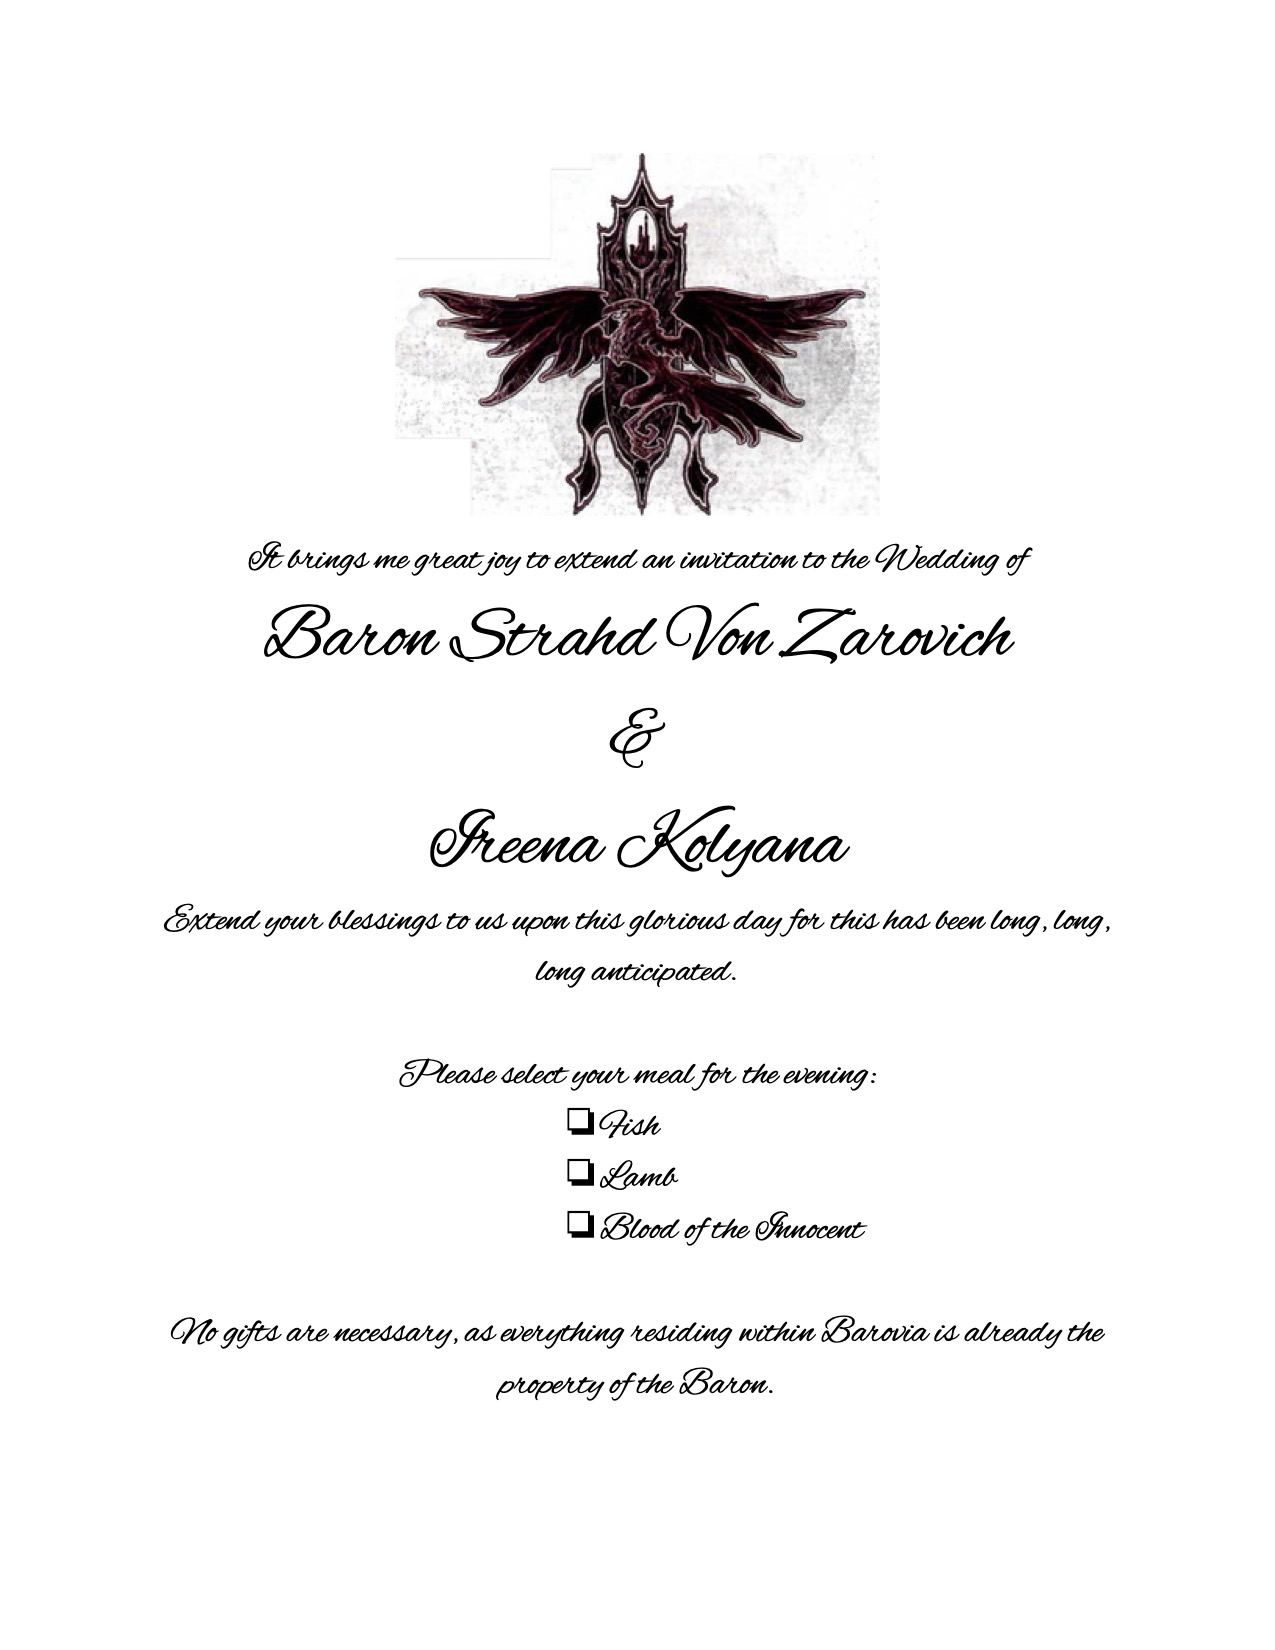 It brings me great joy to extend an invitation to the Wedding of
Baron Strahd Von Zarovich
&
Ireena Kolyana
Extend your blessings to us upon this glorious day for this has been long, long,
long anticipated.
Please select your meal for the evening:
❏ Fish
❏ Lamb
❏ Blood of the Innocent
No gifts are necessary, as everything residing within Barovia is already the
property of the Baron.